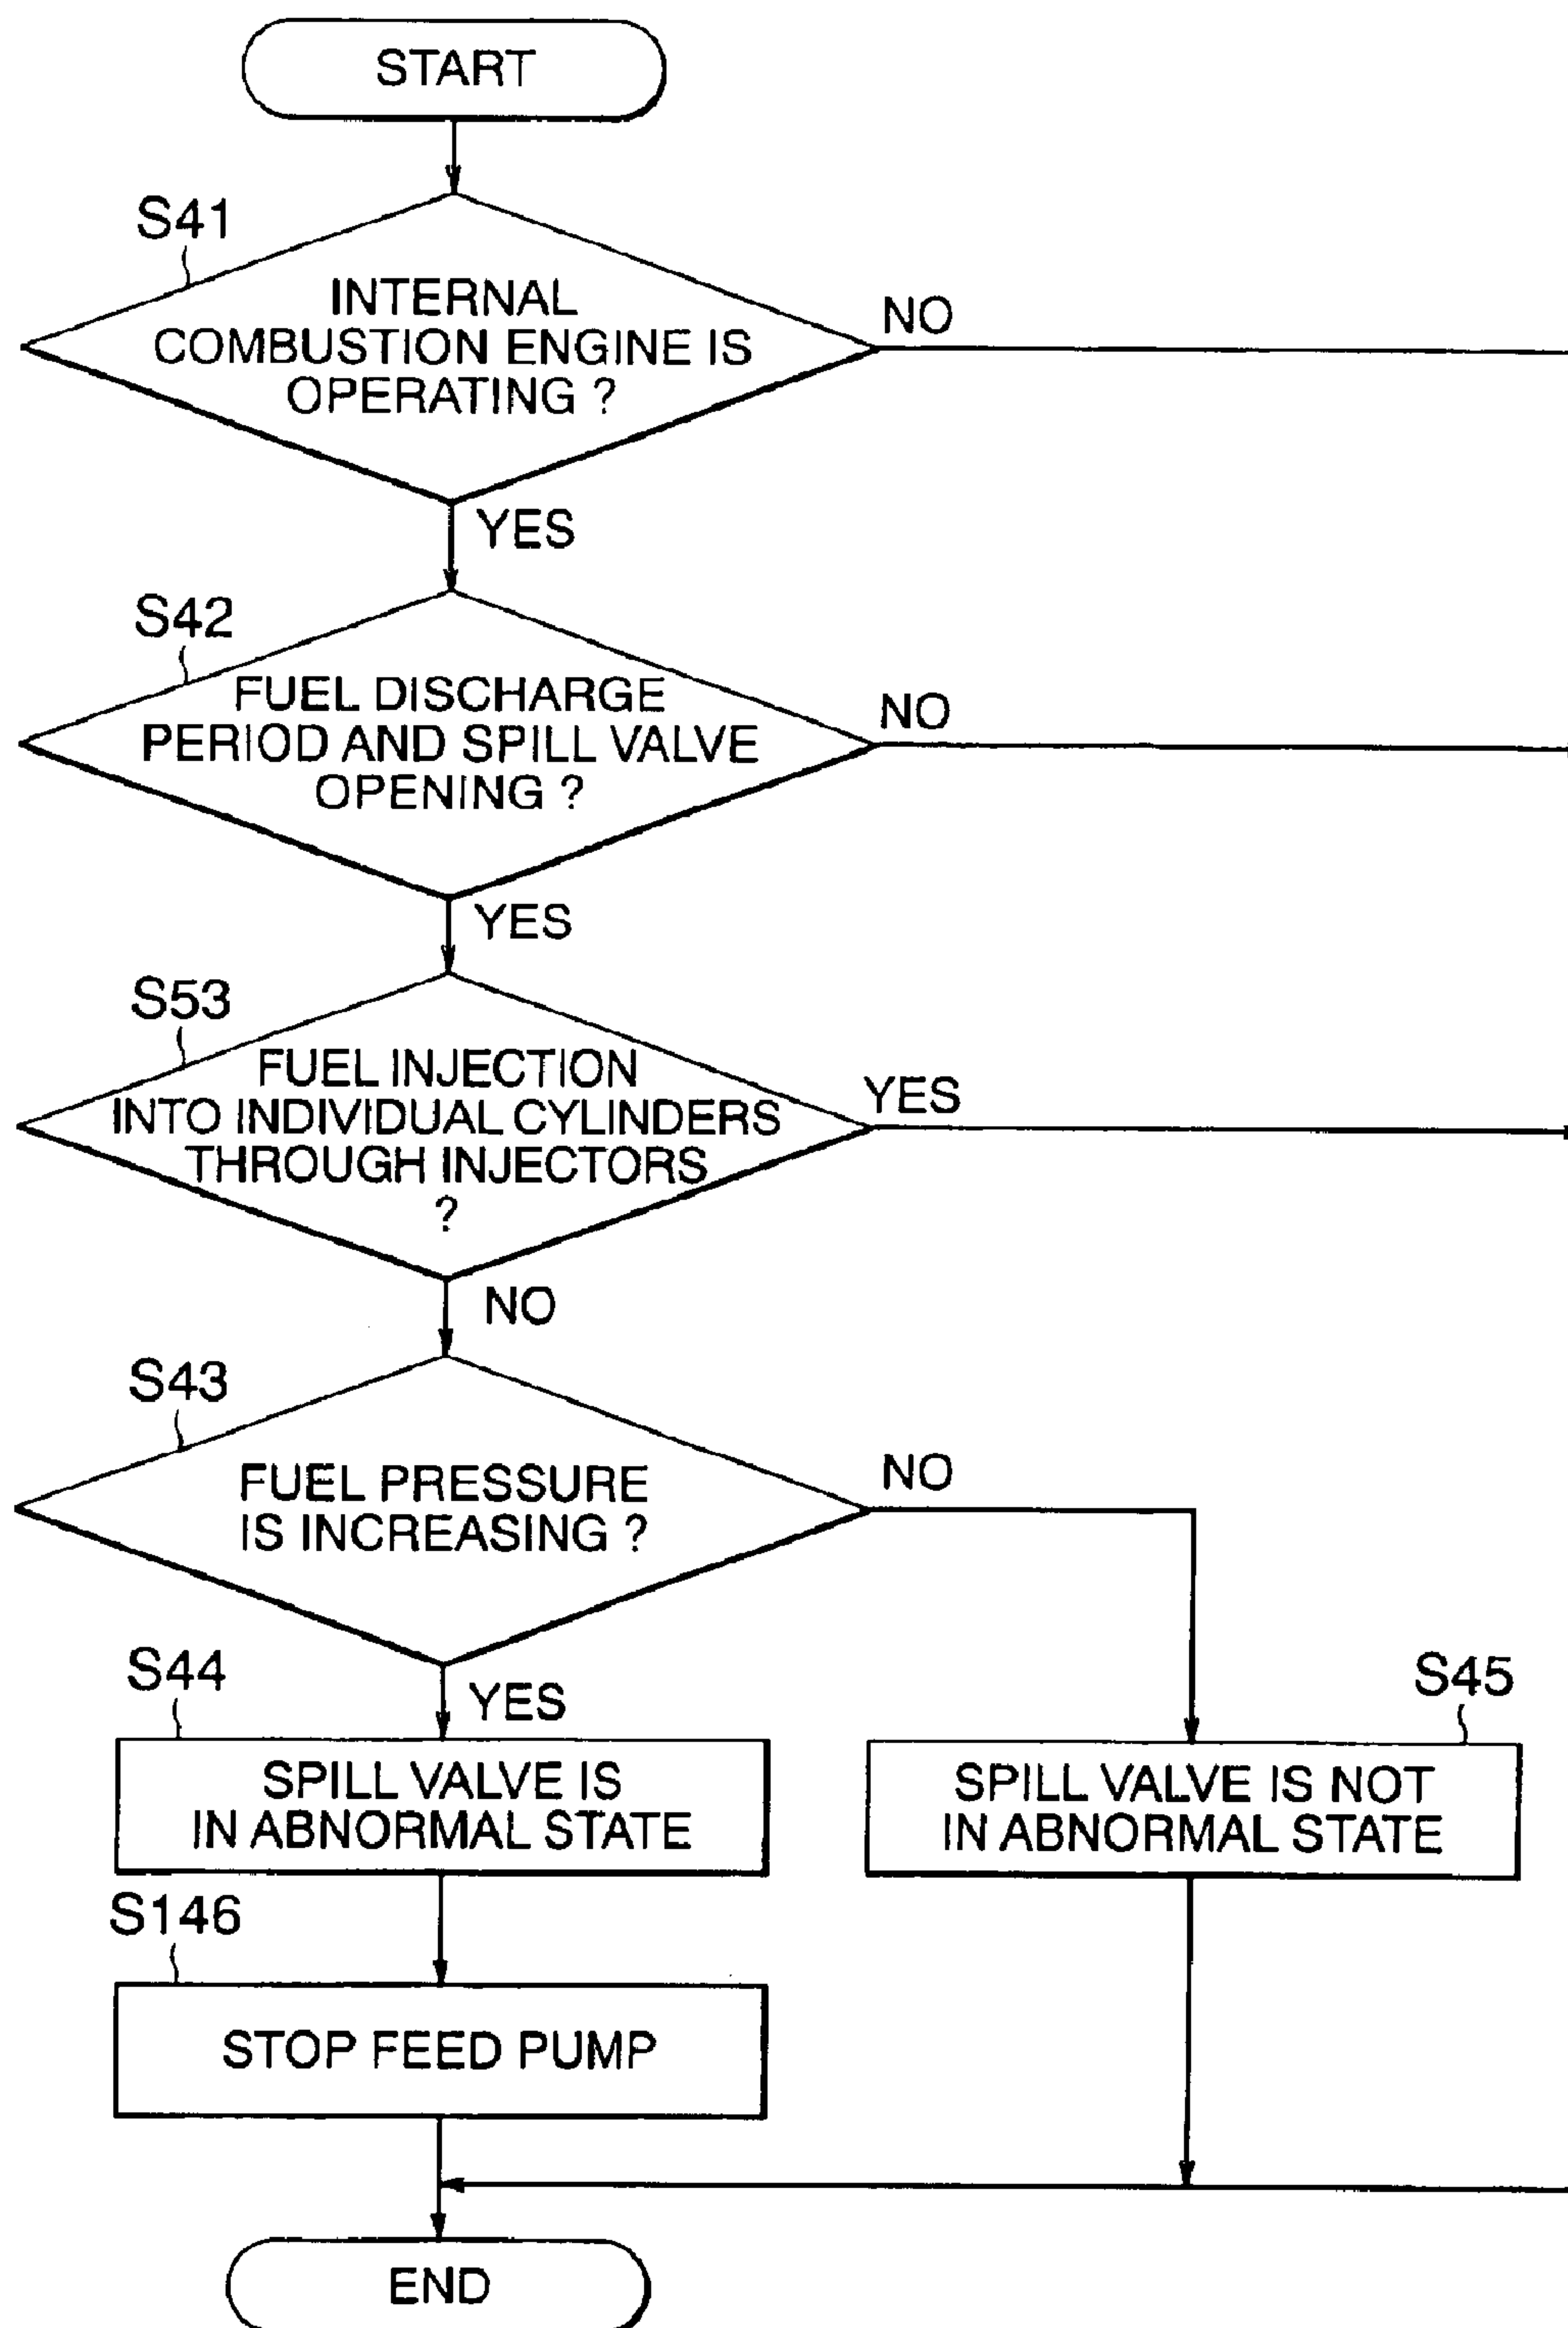 START
S41
INTERNAL
COMBUSTION ENGINE IS
OPERATING ?
NO
YES
S42
FUEL DISCHARGE
PERIOD AND SPILL VALVE
OPENING ?
NO
YES
S53
FUEL INJECTION
INTO INDIVIDUAL CYLINDERS
THROUGH INJECTORS
?
YES
NO
S43
FUEL PRESSURE
IS INCREASING ?
NO
YES
S44
SPILL VALVE IS
IN ABNORMAL STATE
S45
SPILL VALVE IS NOT
IN ABNORMAL STATE
S146
STOP FEED PUMP
END